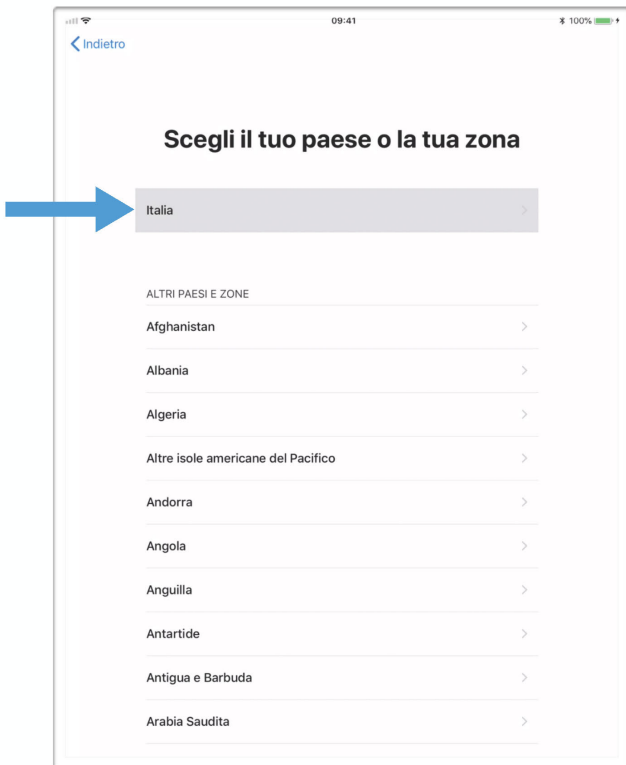 09:41
100%
Indietro
Scegli il tuo paese o la tua zona
Italia
ALTRI PAESI E ZONE
Afghanistan
Albania
Algeria
Altre isole americane del Pacifico
Andorra
Angola
Anguilla
Antartide
Antigua e Barbuda
Arabia Saudita